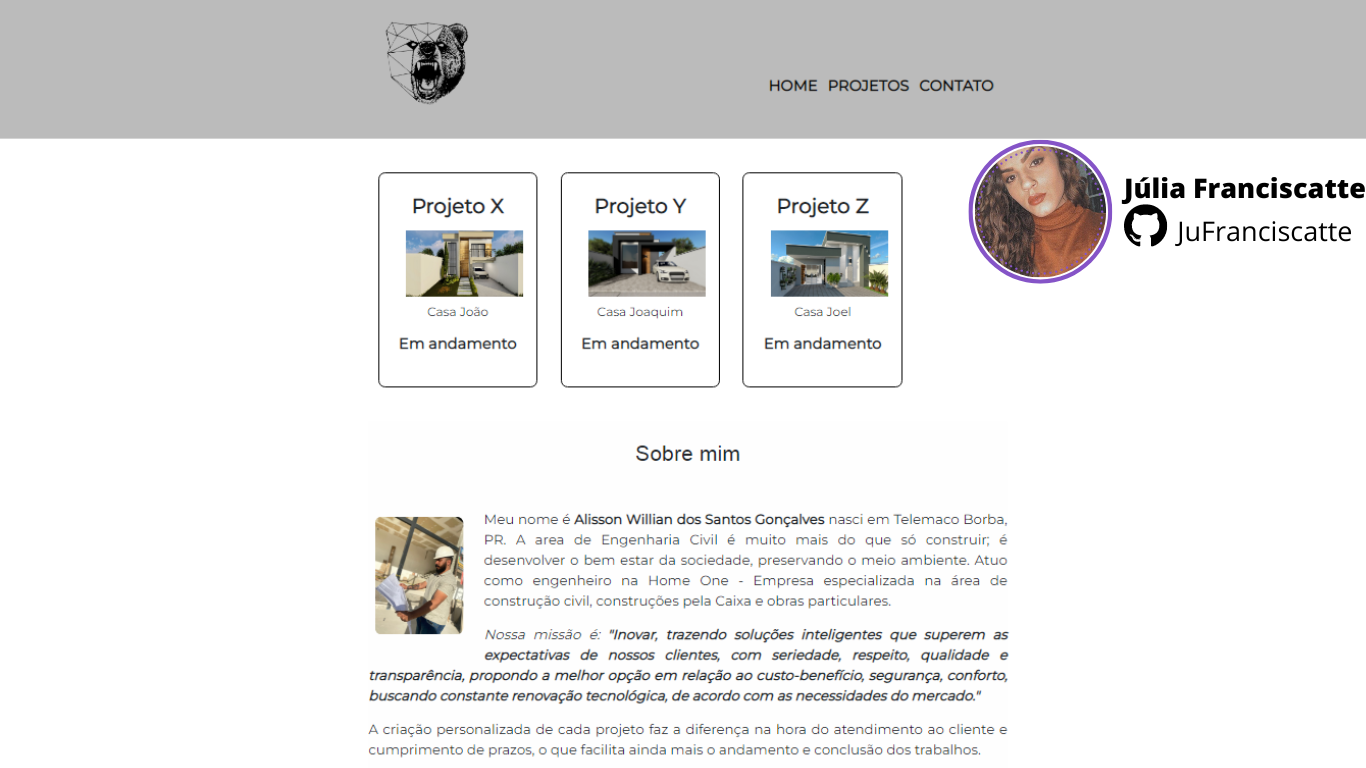 HOME PROJETOS CONTATO
Júlia Franciscatte
JuFranciscatte
Projeto X
Casa João
Em andamento
Projeto Y
Casa Joaquim
Em andamento
Projeto Z
Casa Joel
Em andamento
Sobre mim
Meu nome é Alisson Willian dos Santos Gonçalves nasci em Telemaco Borba,
PR. A area de Engenharia Civil é muito mais do que só construir; é
desenvolver o bem estar da sociedade, preservando o meio ambiente. Atuo
como engenheiro na Home One - Empresa especializada na área de
construção civil, construções pela Caixa e obras particulares.
Nossa missão é: "Inovar, trazendo soluções inteligentes que superem as
expectativas de nossos clientes, com seriedade, respeito, qualidade e
transparência, propondo a melhor opção em relação ao custo-benefício, segurança, conforto,
buscando constante renovação tecnológica, de acordo com as necessidades do mercado."
A criação personalizada de cada projeto faz a diferença na hora do atendimento ao cliente e
cumprimento de prazos, o que facilita ainda mais o andamento e conclusão dos trabalhos.